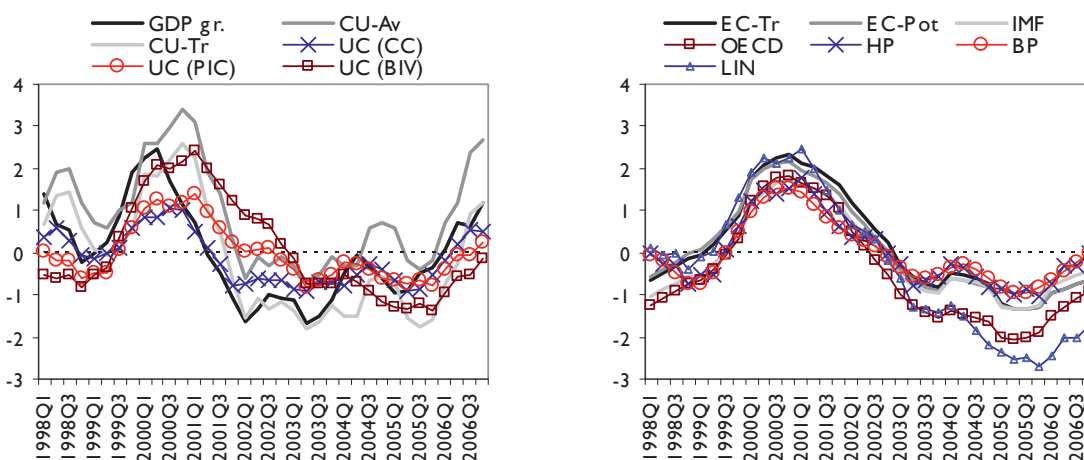 GDP gr. CU-Av
CU-Tr UC (CC)
UC (PIC) UC (BIV)
4
3
2
1
0
-1
-2
-3
1998Q1 1998Q3 1999Q1 1999Q3 2000Q1 2000Q3 2001Q1 2001Q3 2002Q1 2002Q3 2003Q1 2003Q3 2004Q1 2004Q3 2005Q1 2005Q3 2006Q1 2006Q3
EC-Tr EC-Pot IMF
OECD HP BP
LIN
4
3
2
1
0
-1
-2
-3
1998Q1 1998Q3 1999Q1 1999Q3 2000Q1 2000Q3 2001Q1 2001Q3 2002Q1 2002Q3 2003Q1 2003Q3 2004Q1 2004Q3 2005Q1 2005Q3 2006Q1 2006Q3